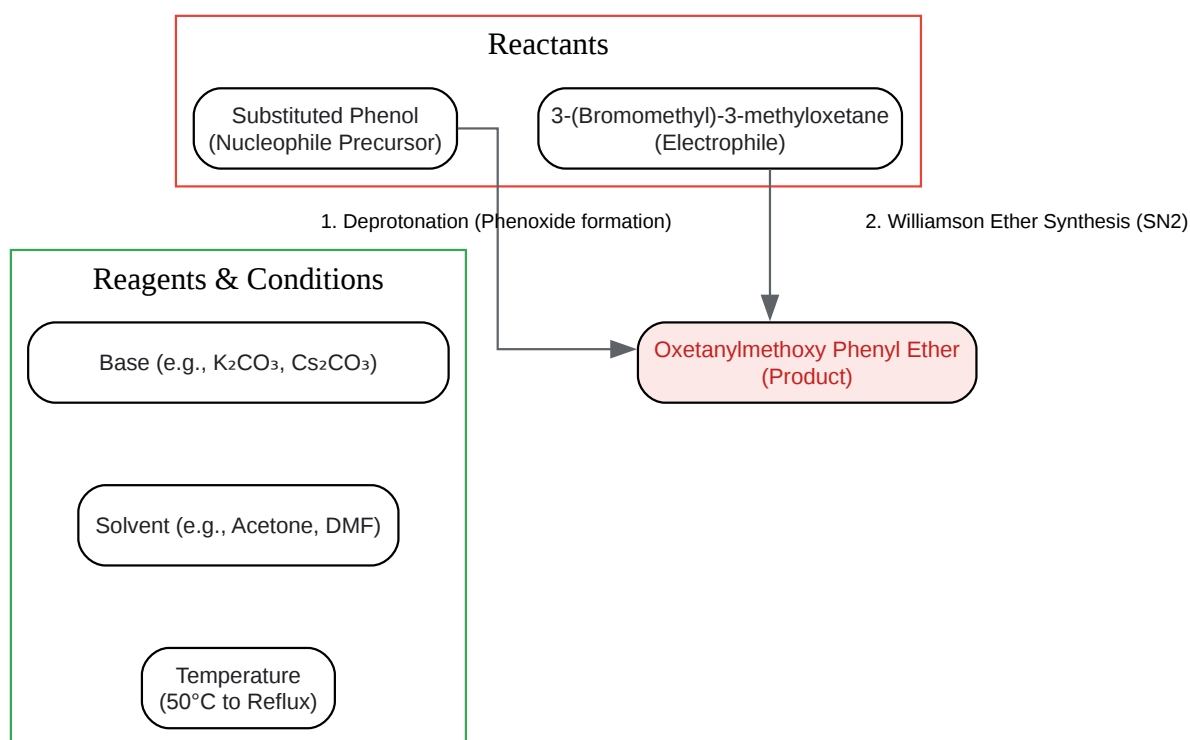 Reactants
Substituted Phenol
(Nucleophile Precursor)
3-(Bromomethyl)-3-methyloxetane
(Electrophile)
1. Deprotonation (Phenoxide formation)
2. Williamson Ether Synthesis (SN2)
Reagents & Conditions
Base (e.g., K₂CO₃, Cs₂CO₃)
Oxetanylmethoxy Phenyl Ether
(Product)
Solvent (e.g., Acetone, DMF)
Temperature
(50°C to Reflux)